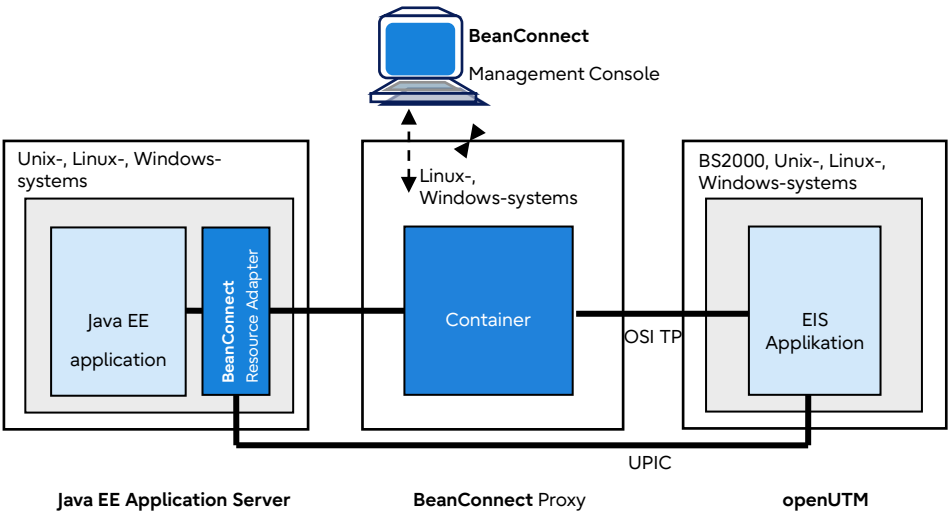 BeanConnect
Management Console
Unix-, Linux-, Windows-
systems
Linux-,
Windows-systems
BS2000, Unix-, Linux-,
Windows-systems
Java EE
application
BeanConnect
Resource Adapter
Container
OSI TP
EIS
Applikation
UPIC
Java EE Application Server
BeanConnect Proxy
openUTM